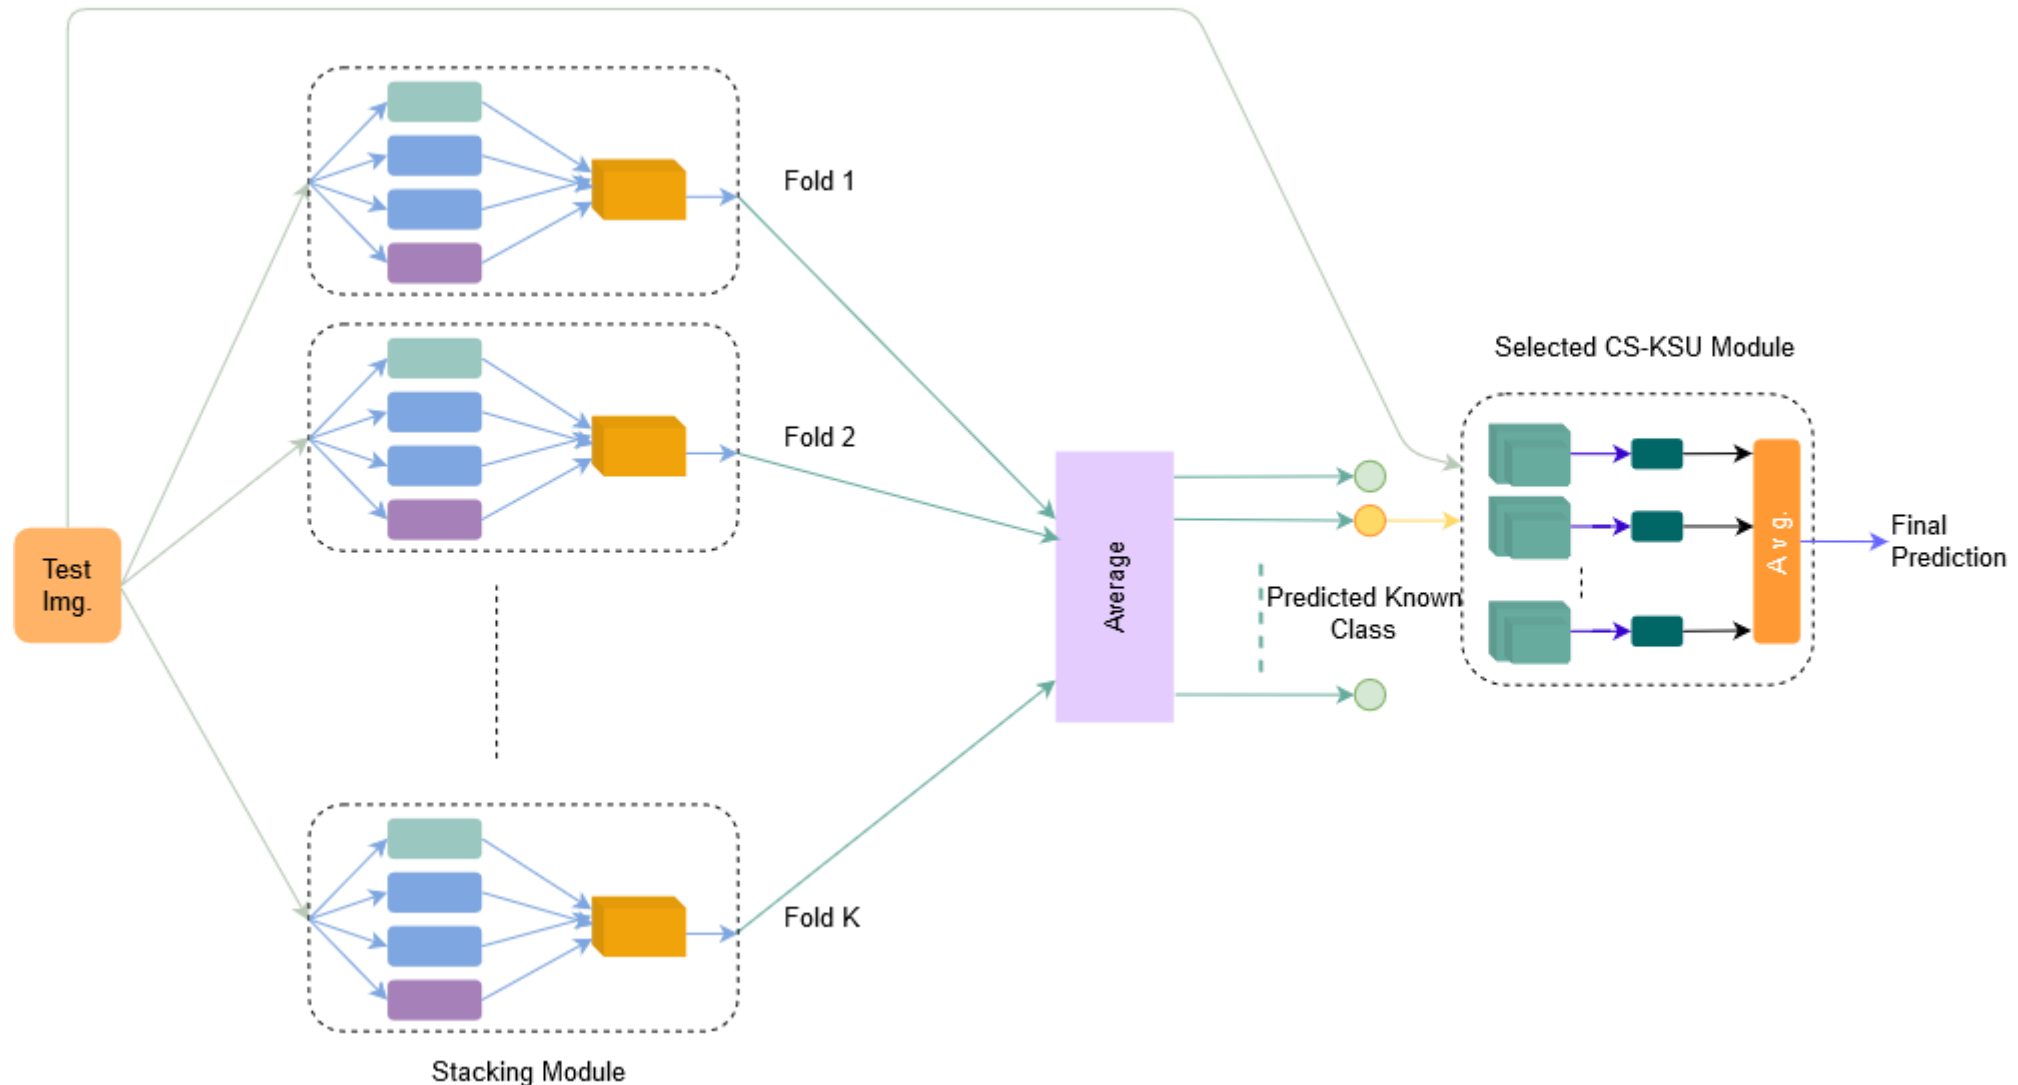 Fold 1
Selected CS-KSU Module
Fold 2
Test
Img.
Average
Predicted Known
Class
Avg.
Final
Prediction
Fold K
Stacking Module